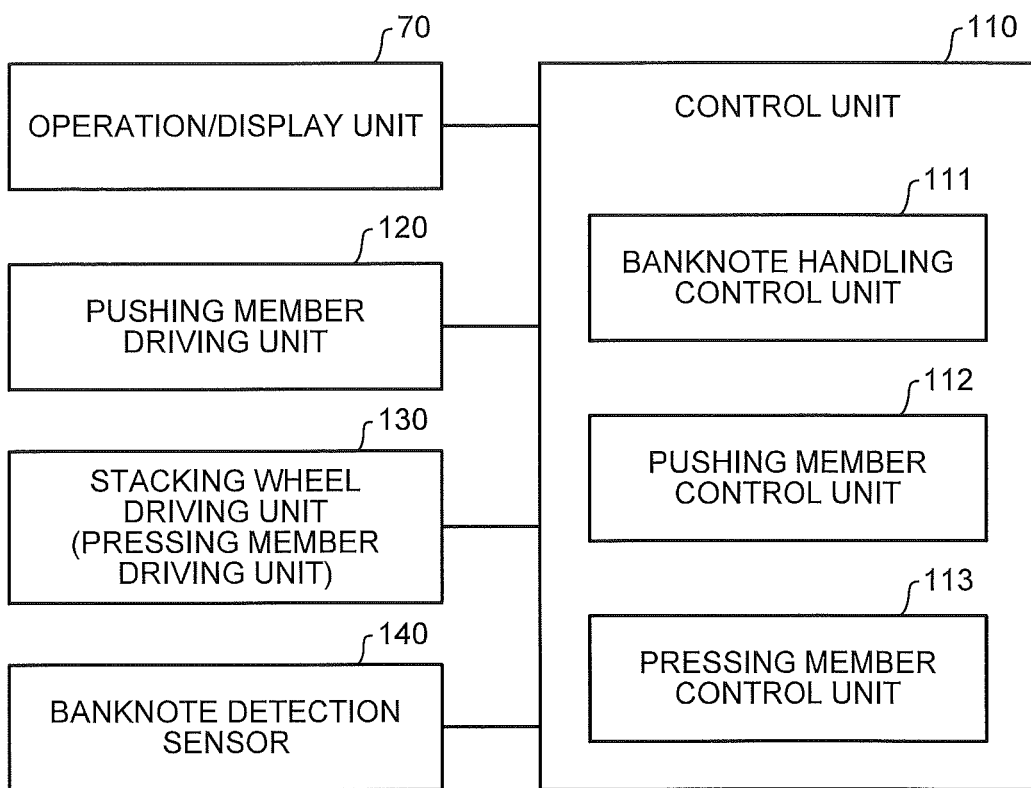 70
OPERATION/DISPLAY UNIT
120
PUSHING MEMBER
DRIVING UNIT
130
STACKING WHEEL
DRIVING UNIT
(PRESSING MEMBER
DRIVING UNIT)
140
BANKNOTE DETECTION
SENSOR
110
CONTROL UNIT
111
BANKNOTE HANDLING
CONTROL UNIT
112
PUSHING MEMBER
CONTROL UNIT
113
PRESSING MEMBER
CONTROL UNIT